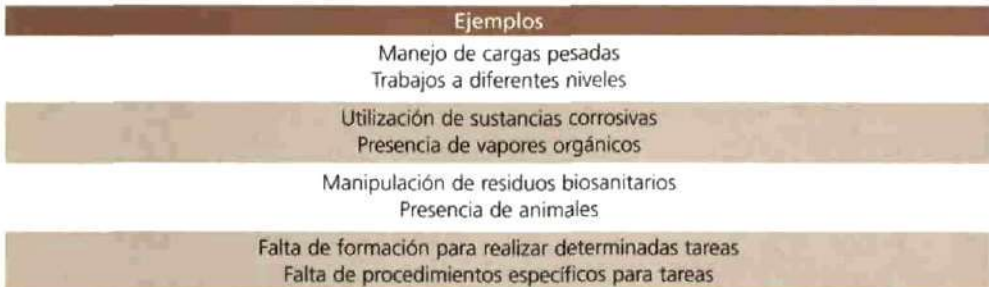 Ejemplos
Manejo de cargas pesadas
Trabajos a diferentes niveles
Utilización de sustancias corrosivas
Presencia de vapores orgánicos
Manipulación de residuos biosanitarios
Presencia de animales
Falta de formación para realizar determinadas tareas
Falta de procedimientos específicos para tareas